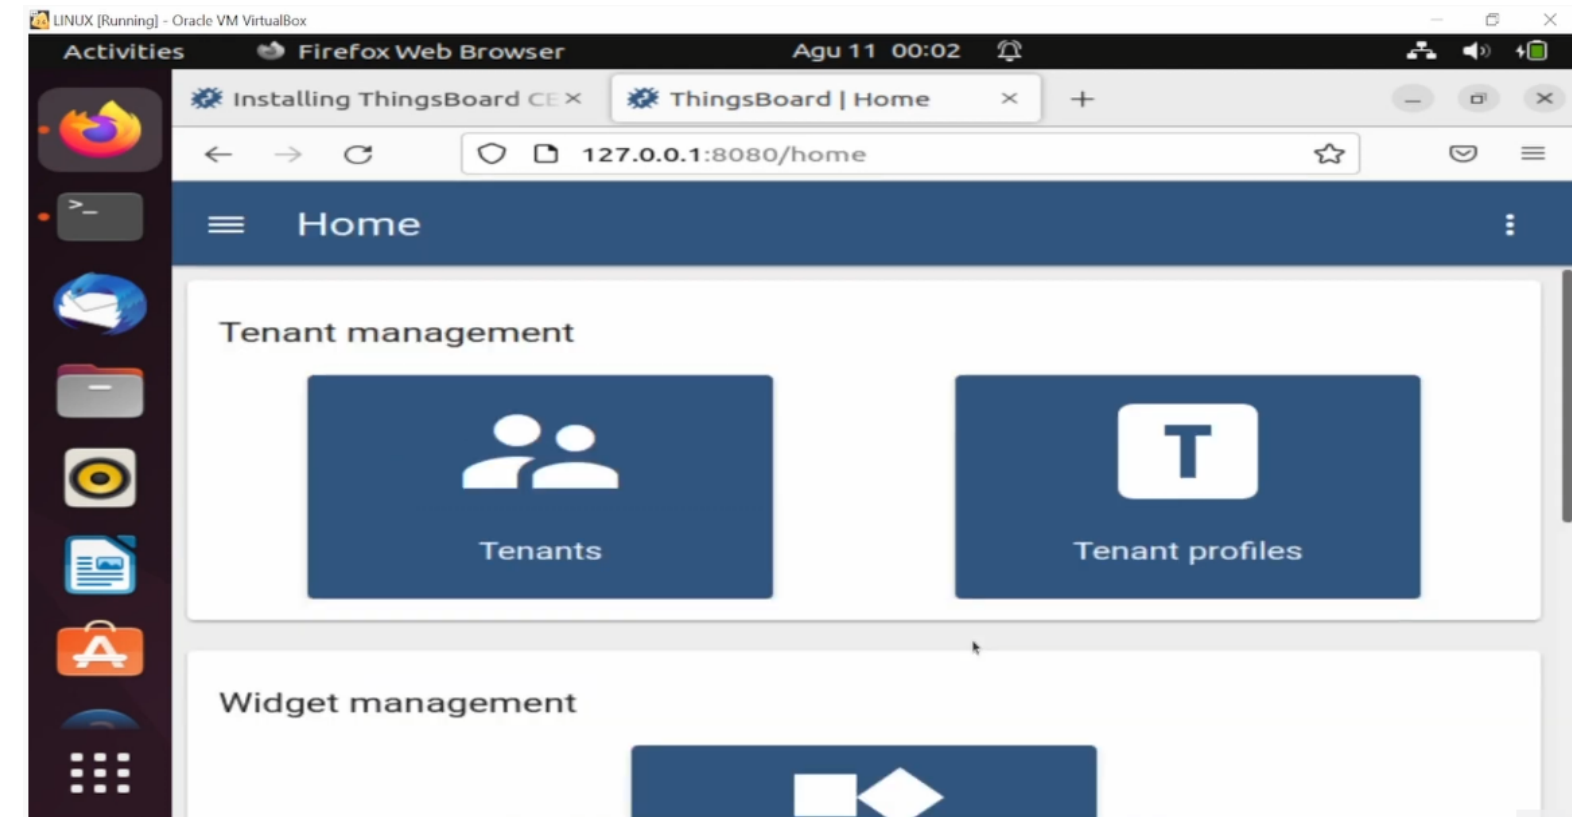 LINUX [Running] - Oracle VM VirtualBox
Activities Firefox Web Browser Agu 11 00:02
Installing ThingsBoard CE ThingsBoard | Home
127.0.0.1:8080/home
Home
Tenant management
T
Tenants Tenant profiles
Widget management